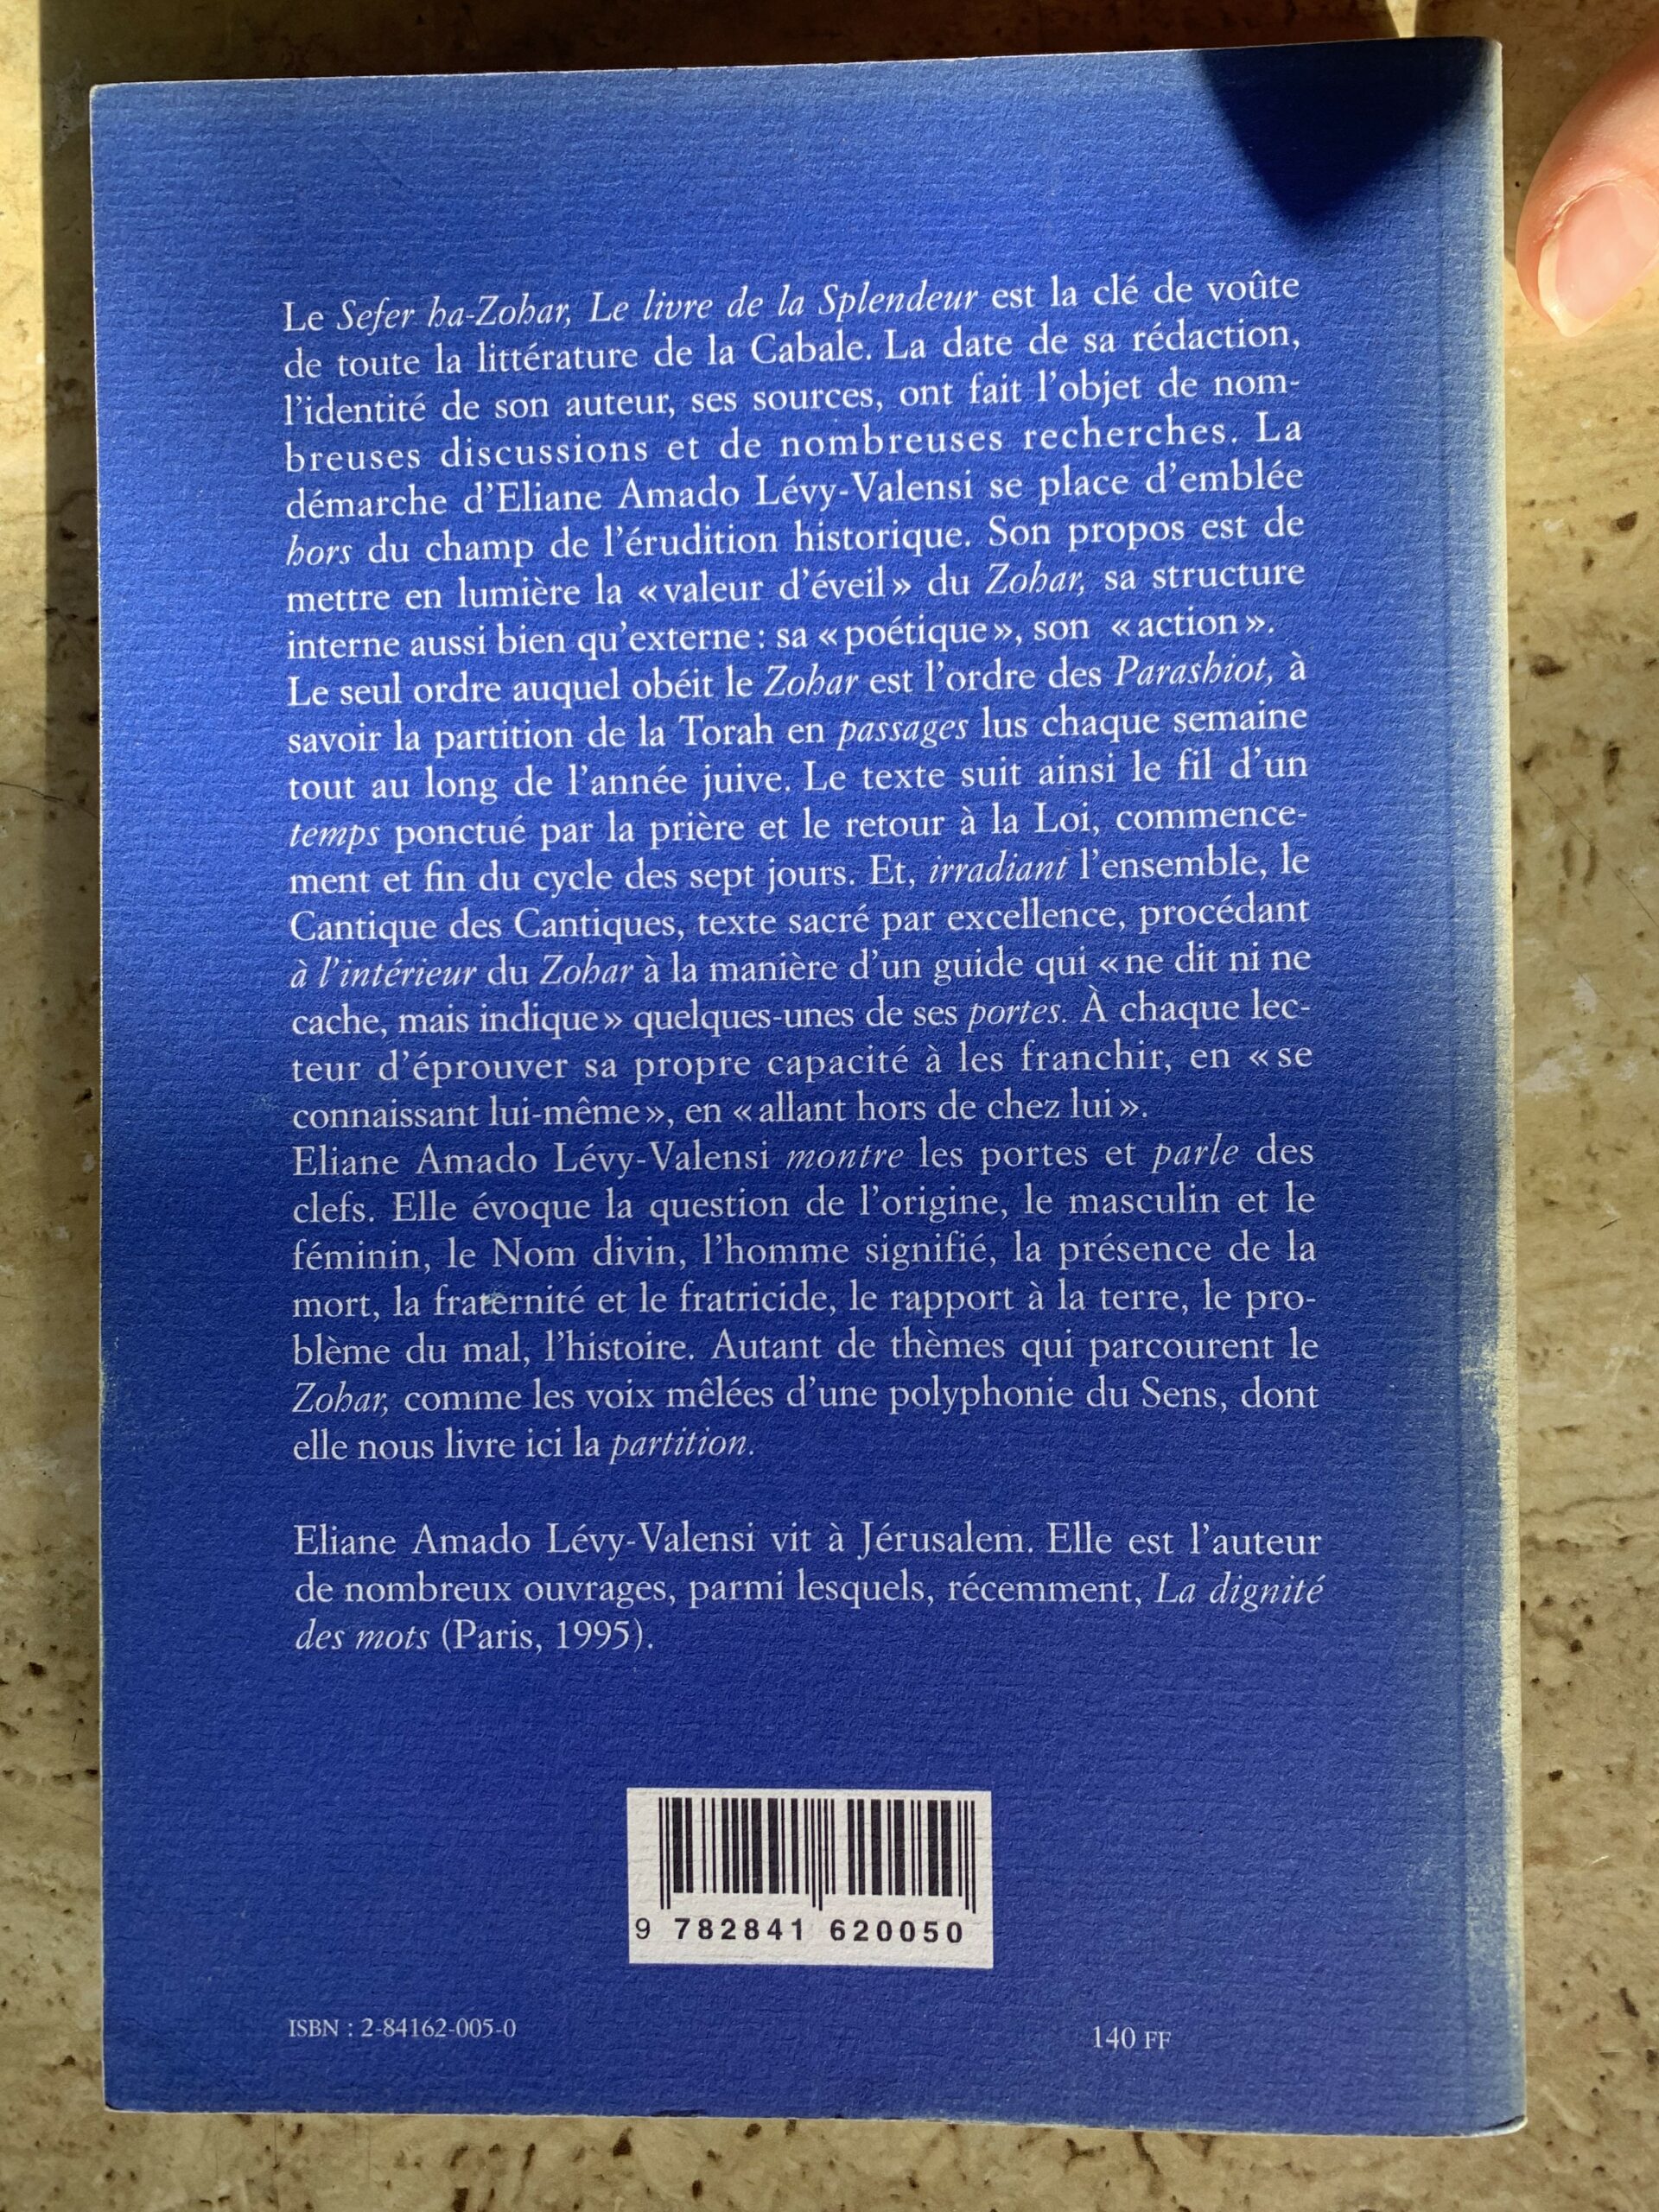 Le Sefer ha-Zohar, Le livre de la Splendeur est la clé de voûte
de toute la littérature de la Cabale. La date de sa rédaction,
l'identité de son auteur, ses sources, ont fait l'objet de nom-
breuses discussions et de nombreuses recherches. La
démarche d'Eliane Amado Lévy-Valensi se place d'emblée
hors du champ de l'érudition historique. Son propos est de
mettre en lumière la « valeur d'éveil » du Zohar, sa structure
interne aussi bien qu'externe : sa « poétique », son « action ».
Le seul ordre auquel obéit le Zohar est l'ordre des Parashiot, à
savoir la partition de la Torah en passages lus chaque semaine
tout au long de l'année juive. Le texte suit ainsi le fil d'un
temps ponctué par la prière et le retour à la Loi, commence-
ment et fin du cycle des sept jours. Et, irradiant l'ensemble, le
Cantique des Cantiques, texte sacré par excellence, procédant
à l'intérieur du Zohar à la manière d'un guide qui « ne dit ni ne
cache, mais indique » quelques-unes de ses portes. À chaque lec-
teur d'éprouver sa propre capacité à les franchir, en « se
connaissant lui-même », en « allant hors de chez lui ».
Eliane Amado Lévy-Valensi montre les portes et parle des
clefs. Elle évoque la question de l'origine, le masculin et le
féminin, le Nom divin, l'homme signifié, la présence de la
mort, la fraternité et le fratricide, le rapport à la terre, le pro-
blème du mal, l'histoire. Autant de thèmes qui parcourent le
Zohar, comme les voix mêlées d'une polyphonie du Sens, dont
elle nous livre ici la partition.
Eliane Amado Lévy-Valensi vit à Jérusalem. Elle est l'auteur
de nombreux ouvrages, parmi lesquels, récemment, La dignité
des mots (Paris, 1995).
9 782841 620050
ISBN : 2-84162-005-0
140 FF